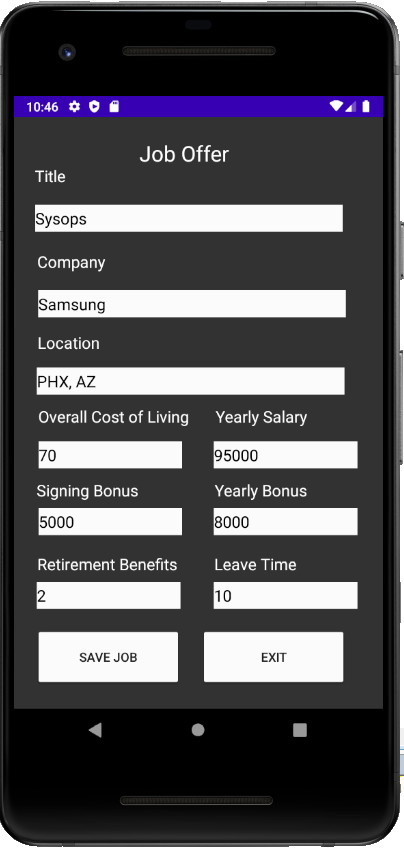 10:46
Job Offer
Title
Sysops
Company
Samsung
Location
PHX, AZ
Overall Cost of Living Yearly Salary
70 95000
Signing Bonus Yearly Bonus
5000 8000
Retirement Benefits Leave Time
2 10
SAVE JOB EXIT